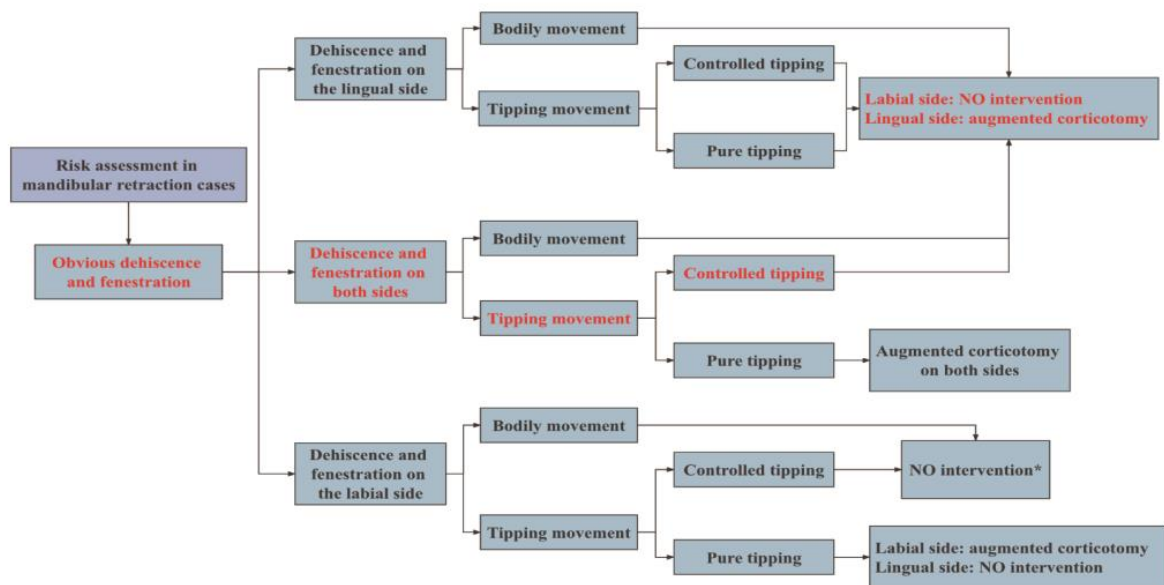 Risk assessment in
mandibular retraction cases
Obvious dehiscence
and fenestration
Dehiscence and
fenestration on
the lingual side
Bodily movement
Tipping movement
Controlled tipping
Pure tipping
Labial side: NO intervention
Lingual side: augmented corticotomy
Dehiscence and
fenestration on
both sides
Bodily movement
Tipping movement
Controlled tipping
Pure tipping
Augmented corticotomy
on both sides
Dehiscence and
fenestration on
the labial side
Bodily movement
Tipping movement
Controlled tipping
NO intervention*
Pure tipping
Labial side: augmented corticotomy
Lingual side: NO intervention